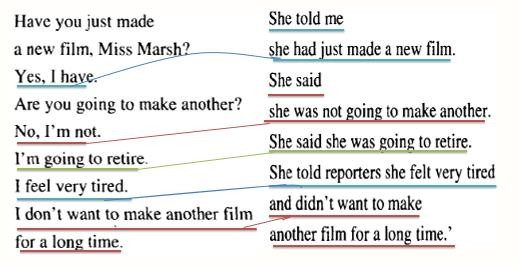 Have you just made
a new film, Miss Marsh?
Yes, I have.
Are you going to make another?
No, I'm not.
I'm going to retire.
I feel very tired.
I don't want to make another film
for a long time.
She told me
she had just made a new film.
She said
she was not going to make another.
She said she was going to retire.
She told reporters she felt very tired
and didn't want to make
another film for a long time.'